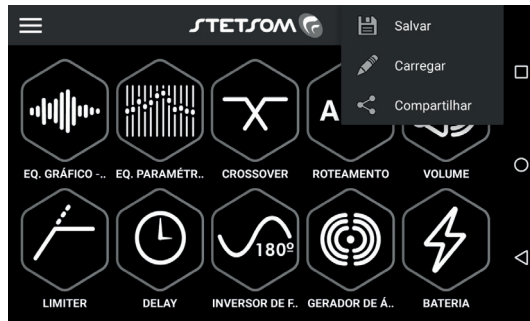 STETSOM
Salvar
Carregar
Compartilhar
A
EQ. GRÁFICO -..
EQ. PARAMÉTR..
CROSSOVER
ROTEAMENTO
VOLUME
180º
LIMITER
DELAY
INVERSOR DE F..
GERADOR DE Á..
BATERIA